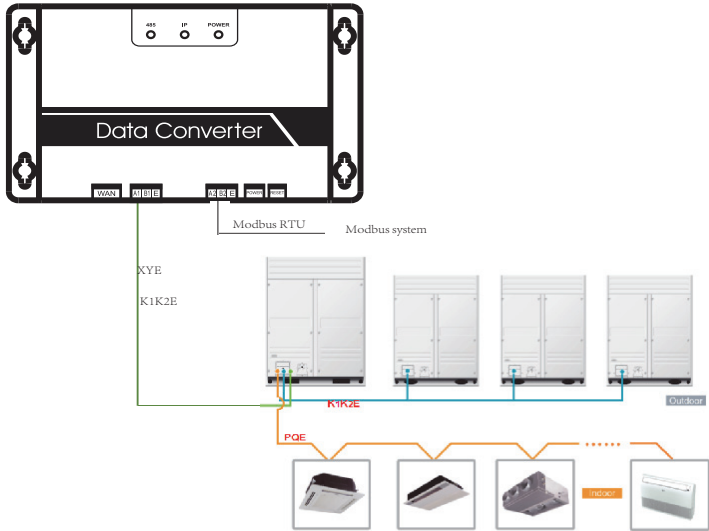 485 IP POWER
Data Converter
WAN A1 B1 E A2 B2 E POWER RESET
Modbus RTU Modbus system
XYE
K1K2E
K1K2E
Outdoor
PQE
Indoor